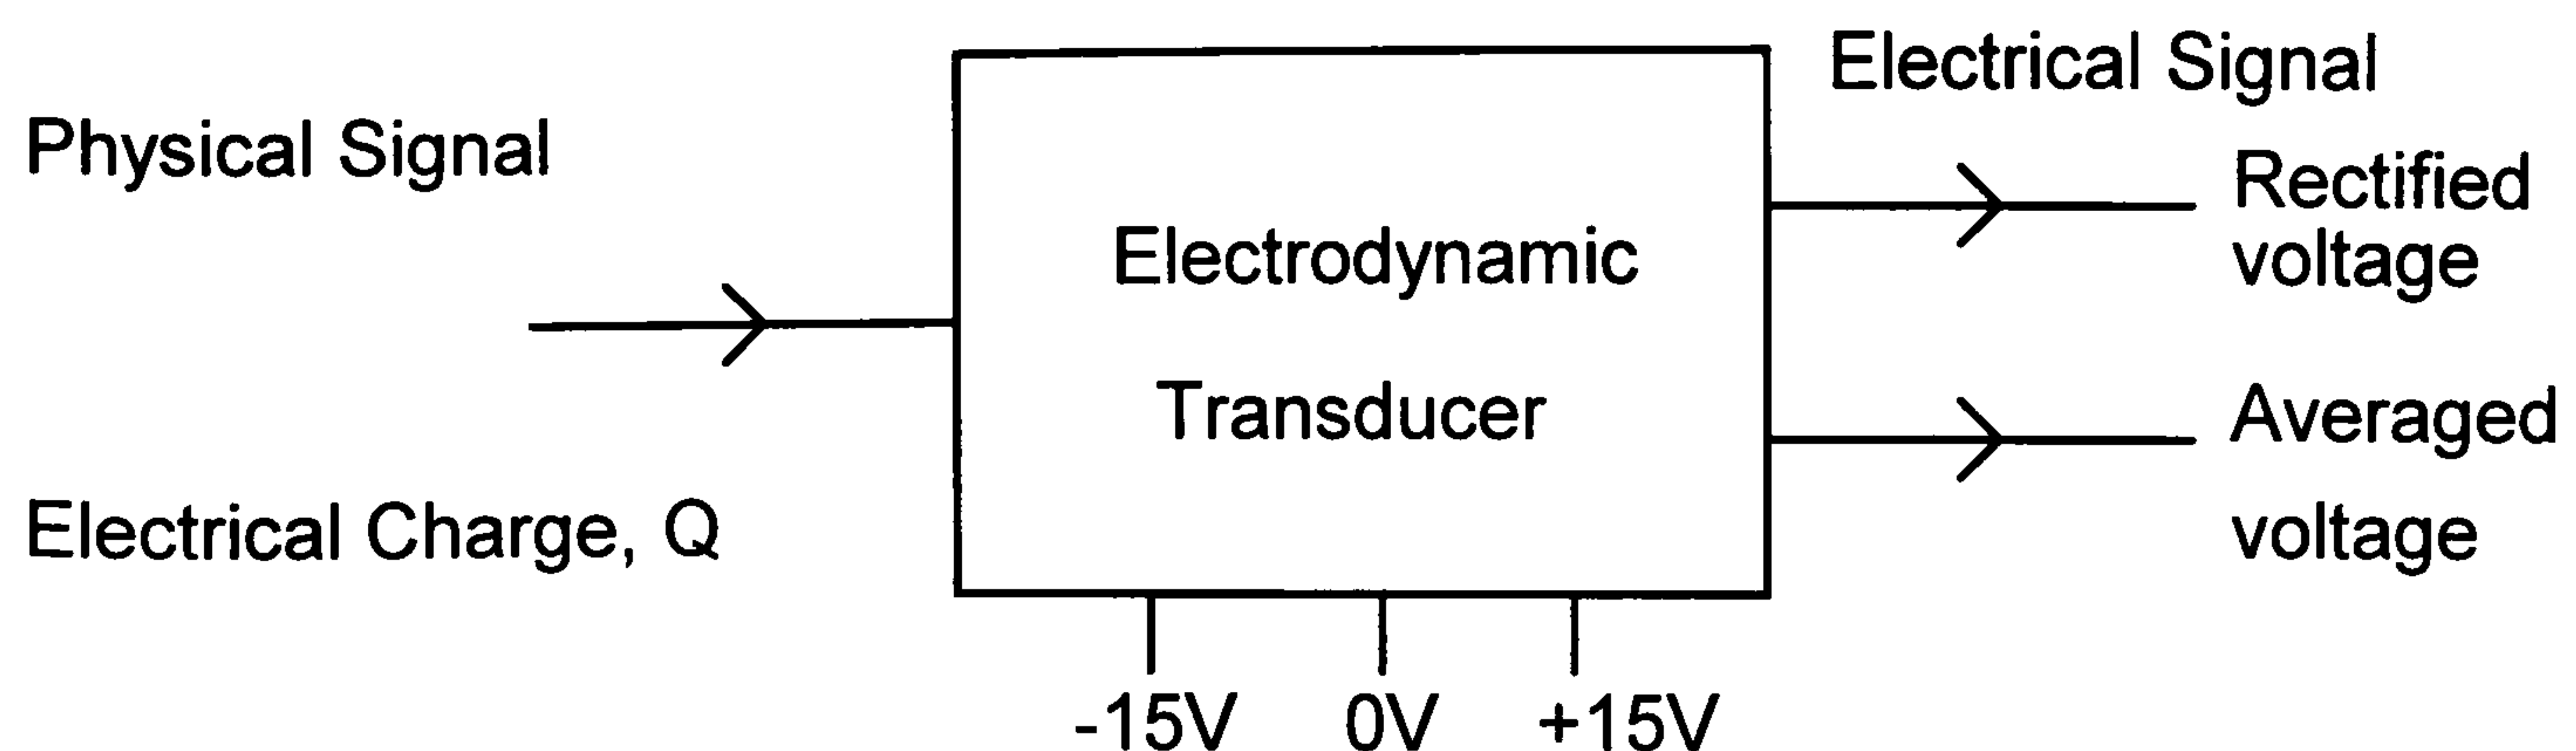 Physical Signal
Electrical Charge, Q
Electrodynamic
Transducer
Electrical Signal
Rectified
voltage
Averaged
voltage
-15V 0V +15V